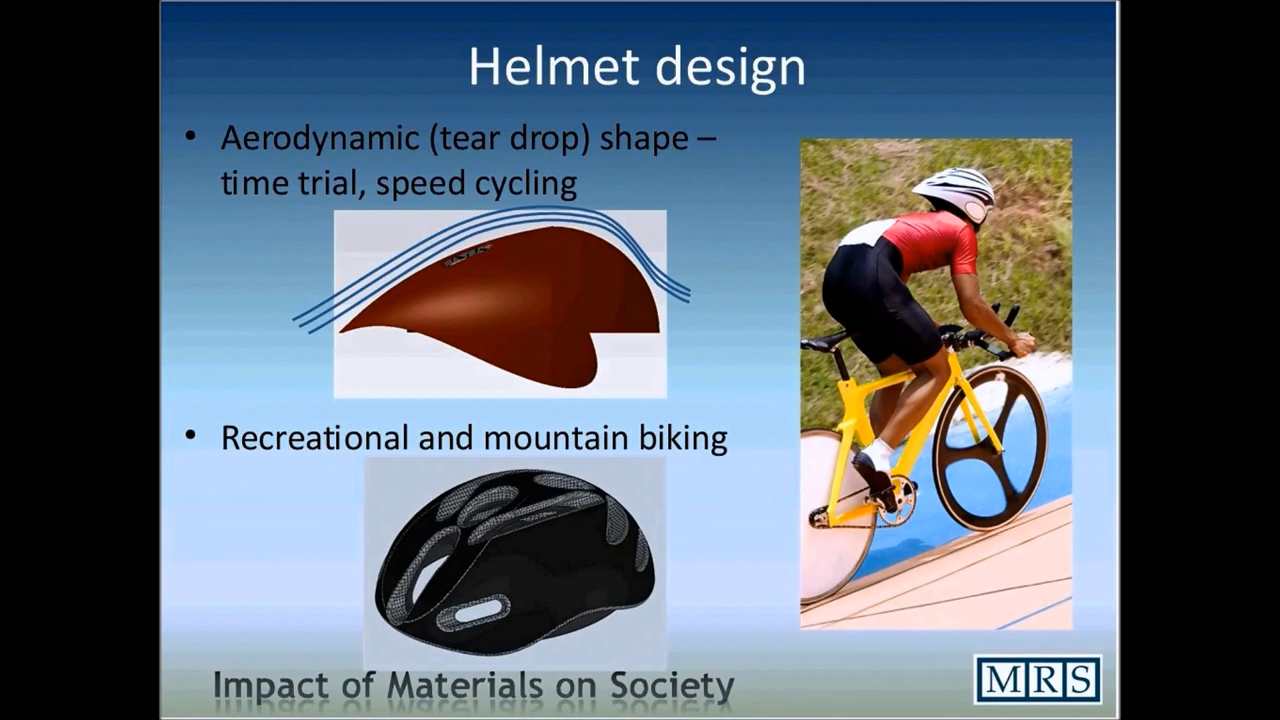 Helmet design
• Aerodynamic (tear drop) shape –
time trial, speed cycling
• Recreational and mountain biking
Impact of Materials on Society
MRS